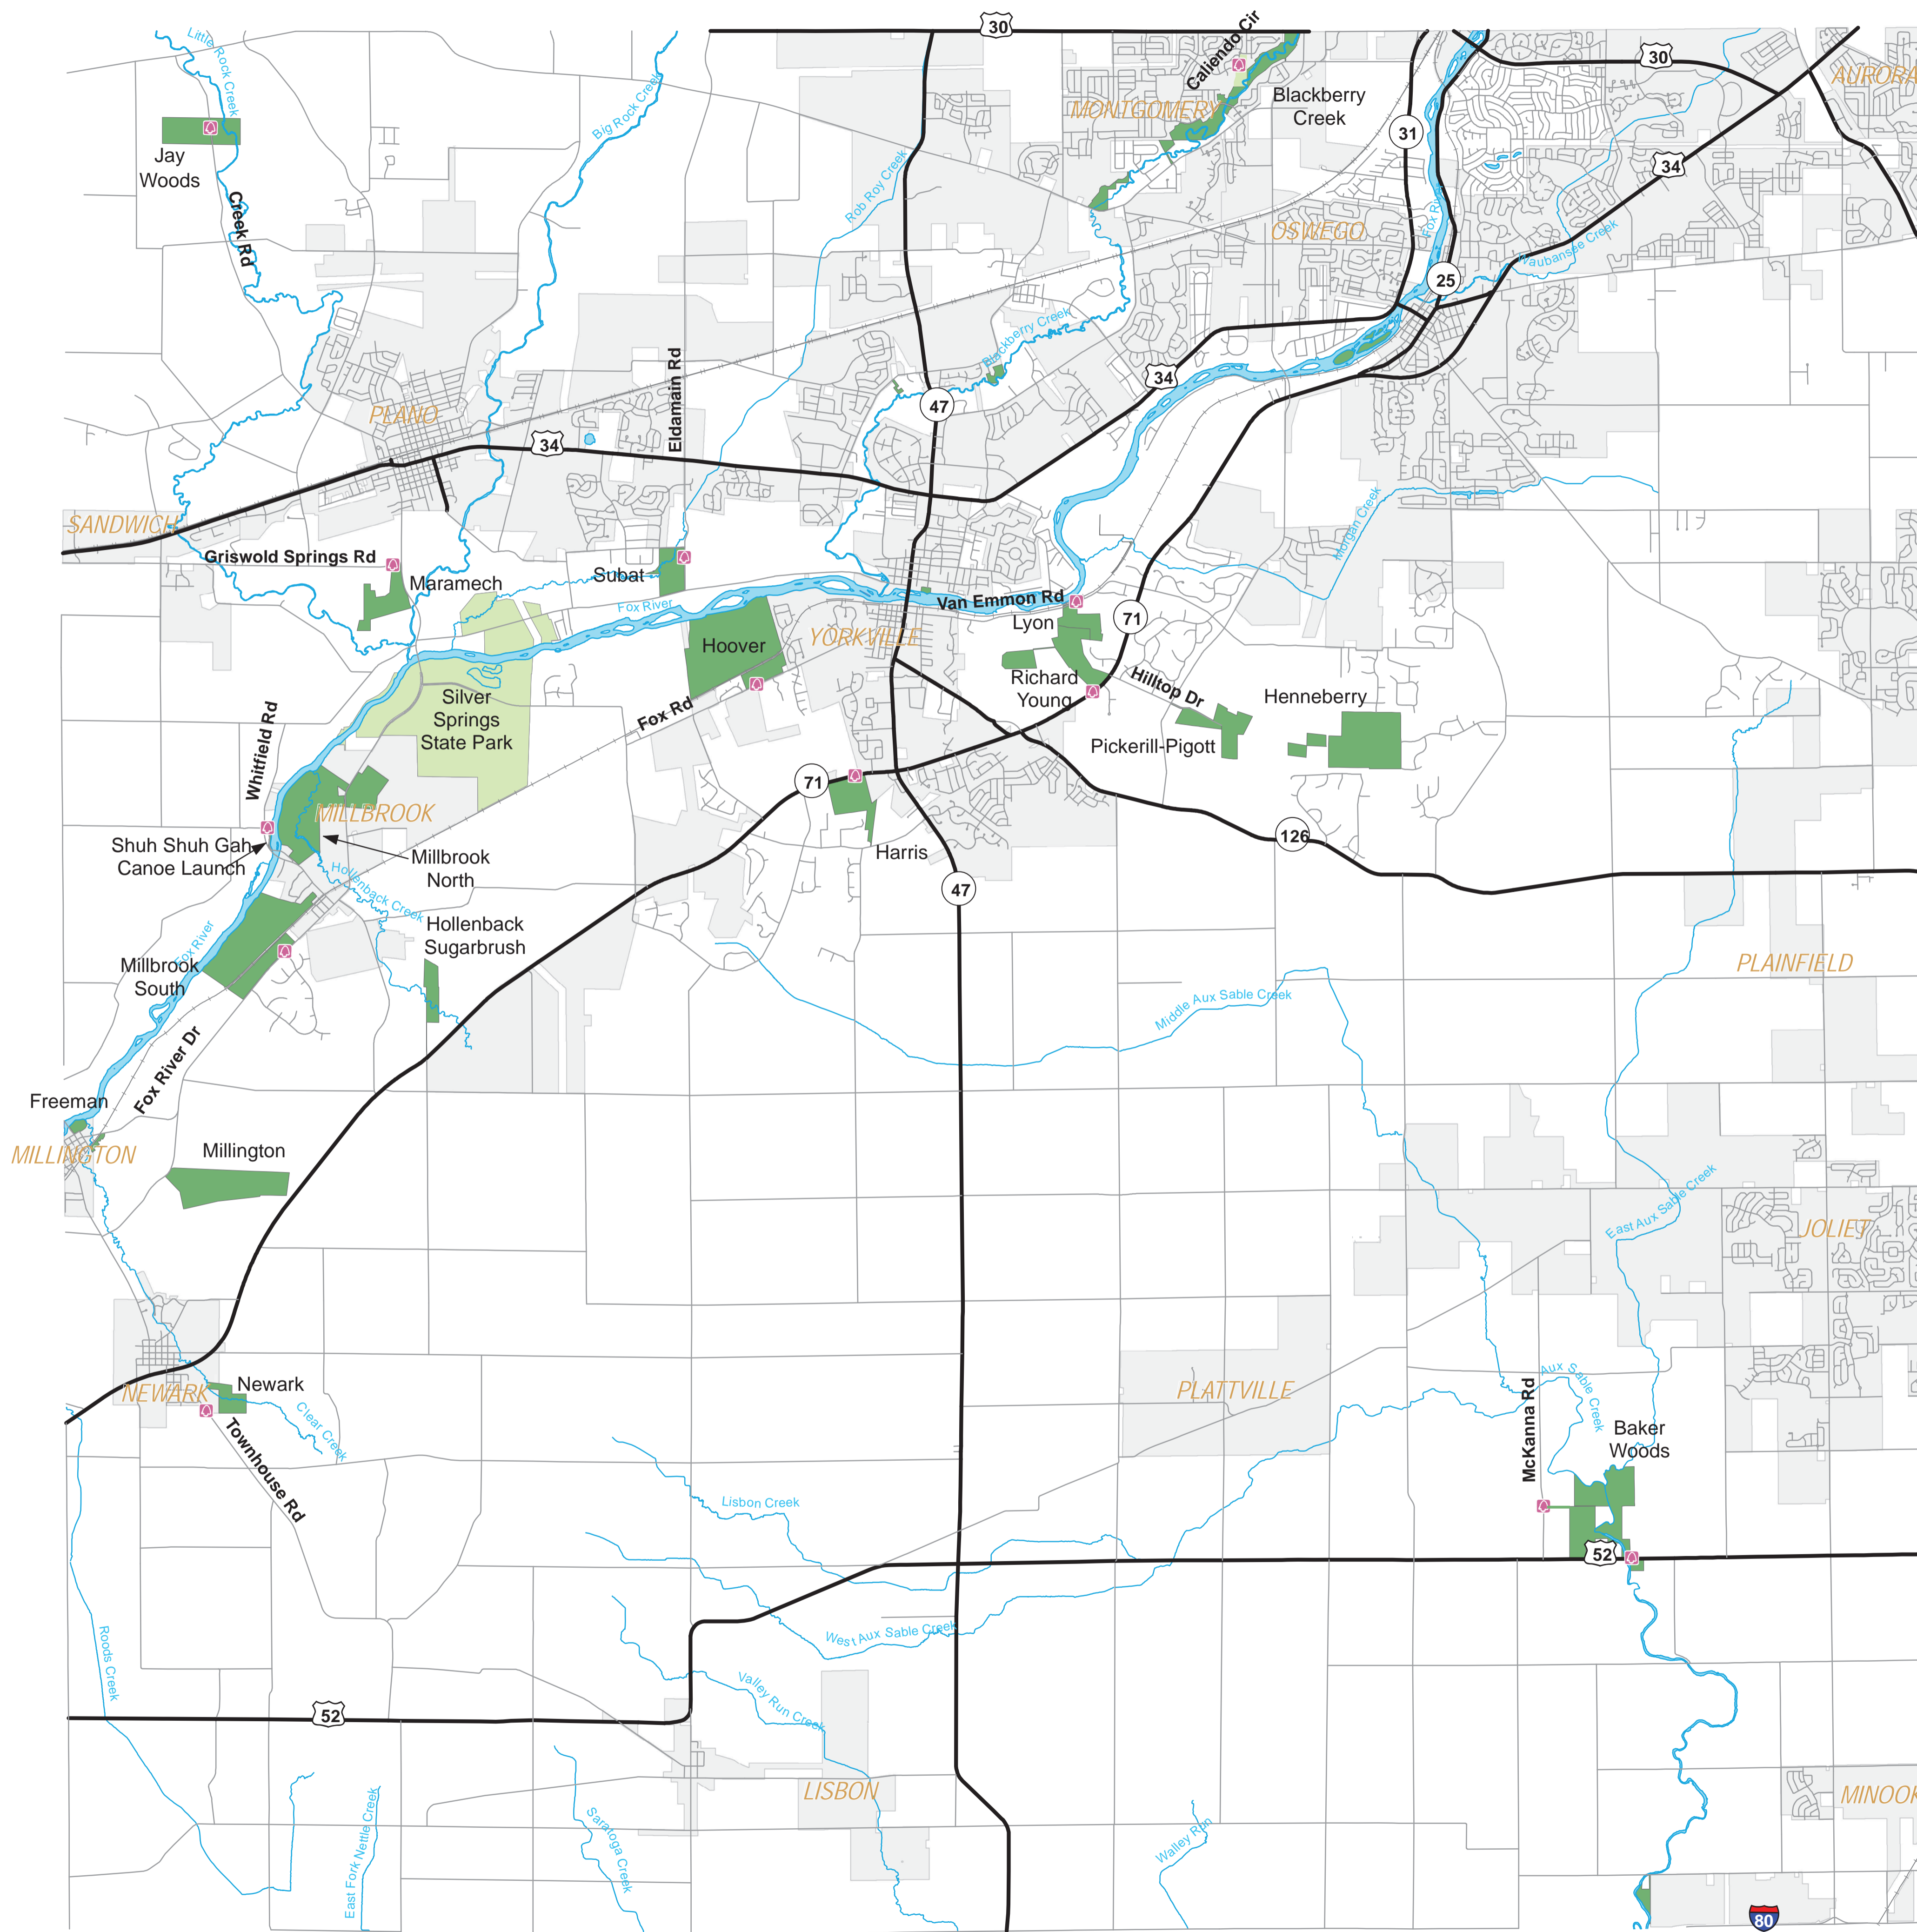 30
Caliendo Cir
Little Rock Creek
Big Rock Creek
30
AURORA
MONTGOMERY
Blackberry
Creek
31
Jay
Woods
34
Rob Roy Creek
Creek Rd
Fox River
OSWEGO
Waubansee Creek
25
Blackberry Creek
Eldamain Rd
34
47
PLANO
34
Morgan Creek
SANDWICH
Griswold Springs Rd
Maramech
Subat
Fox River
Van Emmon Rd
Lyon
71
Hoover
YORKVILLE
Richard
Young
Hilltop Dr
Henneberry
Silver
Springs
State Park
Fox Rd
Whitfield Rd
Pickerill-Pigott
71
MILLBROOK
126
Shuh Shuh Gah
Canoe Launch
Millbrook
North
Harris
Hollenback Creek
47
Hollenback
Sugarbrush
Fox River
Millbrook
South
PLAINFIELD
Middle Aux Sable Creek
Fox River Dr
Freeman
MILLINGTON
Millington
East Aux Sable Creek
JOLIET
Newark
NEWARK
PLATTVILLE
Aux Sable Creek
McKanna Rd
Clear Creek
Townhouse Rd
Baker
Woods
Lisbon Creek
52
West Aux Sable Creek
Roods Creek
Valley Run Creek
52
LISBON
MINOOK
East Fork Nettle Creek
Saratoga Creek
Walley Run
80